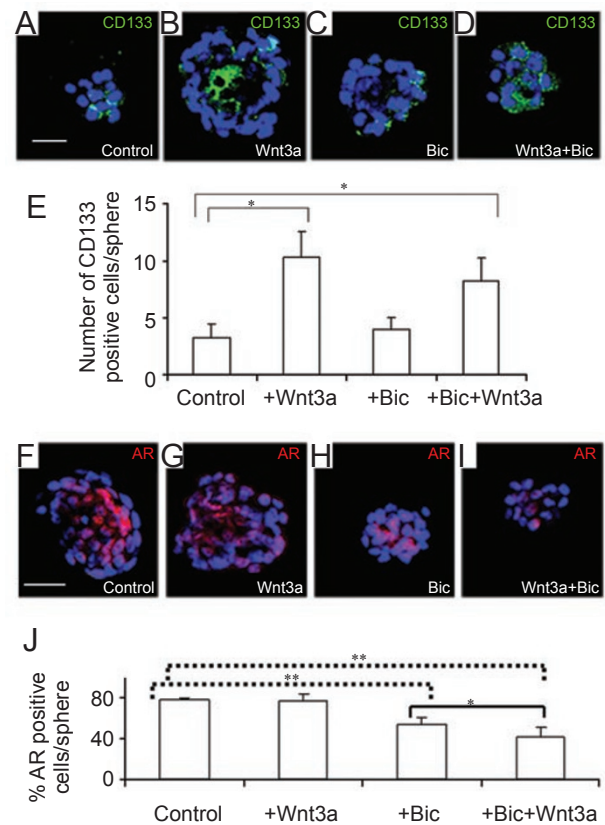 A CD133 B CD133 C CD133 D CD133
Control Wnt3a Bic Wnt3a+Bic
E
*
*
15
10
5
0
Number of CD133
positive cells/sphere
Control +Wnt3a +Bic +Bic+Wnt3a
F AR G AR H AR I AR
Control Wnt3a Bic Wnt3a+Bic
J
**
**
*
80
40
0
% AR positive
cells/sphere
Control +Wnt3a +Bic +Bic+Wnt3a